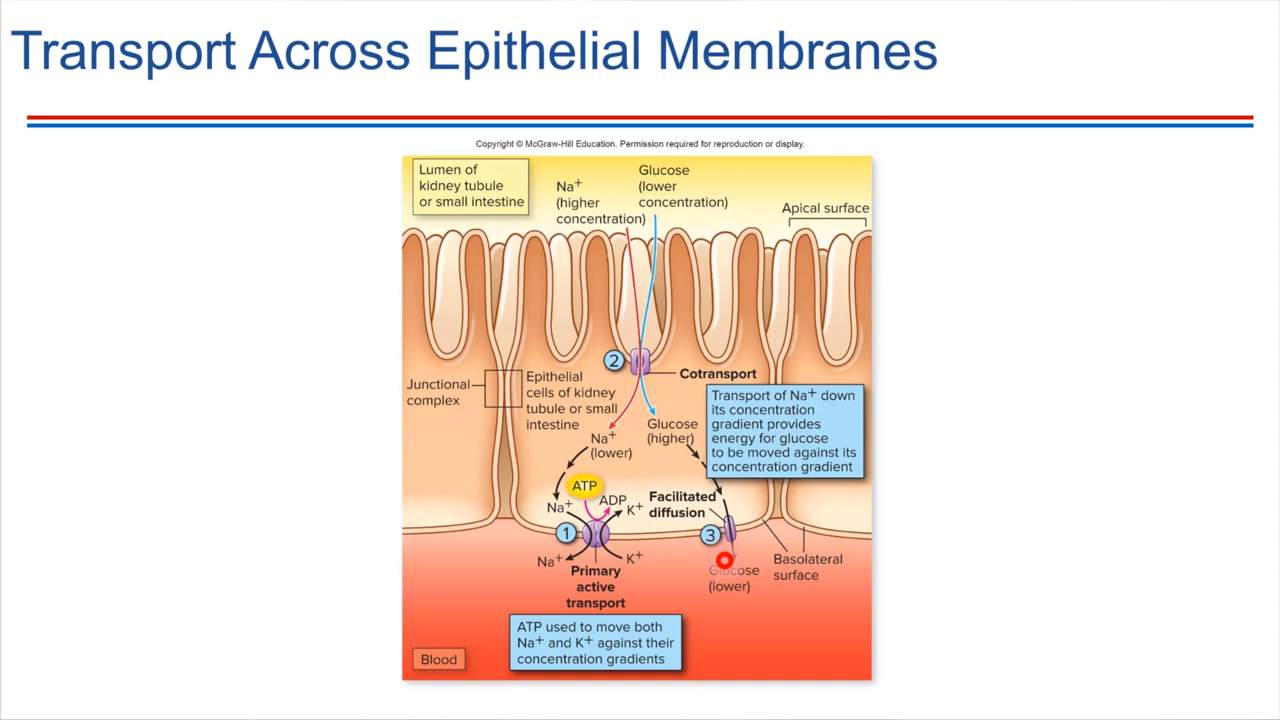 Transport Across Epithelial Membranes
Copyright © McGraw-Hill Education. Permission required for reproduction or display.
Lumen of
kidney tubule
or small intestine
Na+
(higher
concentration)
Glucose
(lower
concentration)
Apical surface
2
Cotransport
Junctional
complex
Epithelial
cells of kidney
tubule or small
intestine
Transport of Na+ down
its concentration
gradient provides
energy for glucose
to be moved against its
concentration gradient
Na+
(lower)
Glucose
(higher)
ATP
ADP
Na+
K+
Facilitated
diffusion
1
3
Na+
K+
Primary
active
transport
Glucose
(lower)
Basolateral
surface
ATP used to move both
Na+ and K+ against their
concentration gradients
Blood